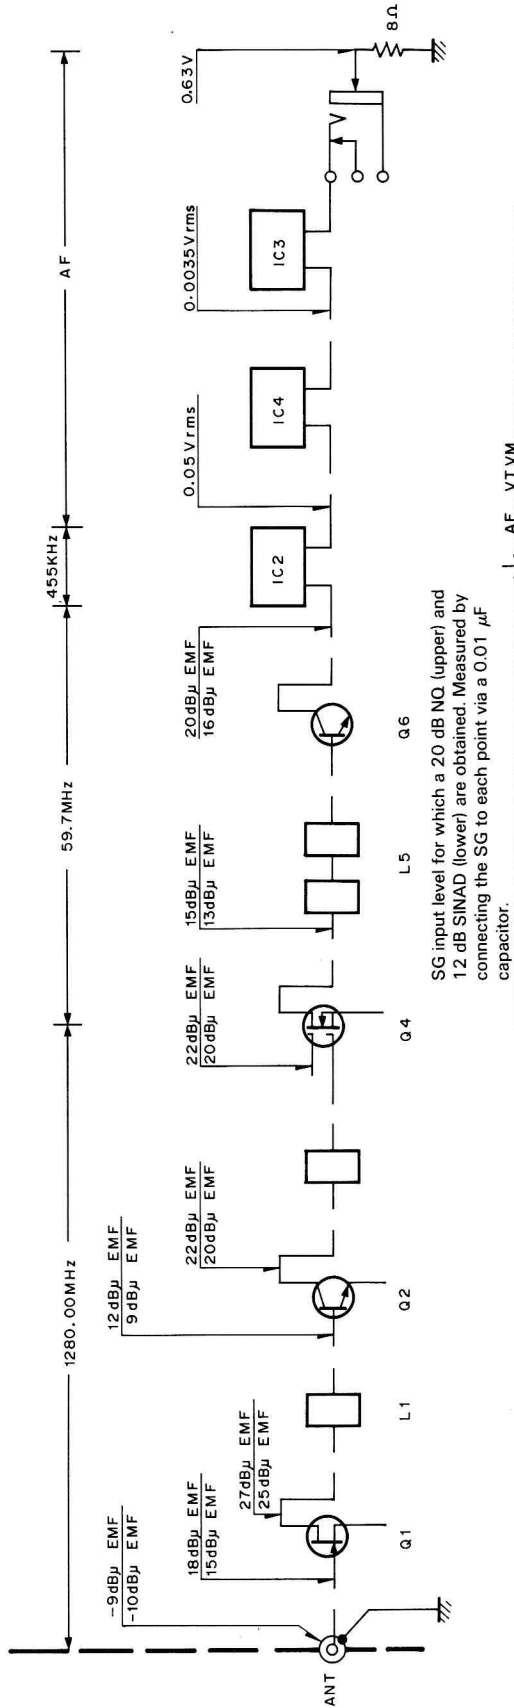 1280.00MHz
59.7MHz
455KHz
AF
-9dBμ EMF
-10dBμ EMF
18dBμ EMF
15dBμ EMF
27dBμ EMF
25dBμ EMF
12dBμ EMF
9dBμ EMF
22dBμ EMF
20dBμ EMF
22dBμ EMF
20dBμ EMF
15dBμ EMF
13dBμ EMF
20dBμ EMF
16dBμ EMF
0.05Vrms
0.0035Vrms
0.63V
IC2
IC4
IC3
8Ω
ANT
Q1
L1
Q2
Q4
L5
Q6
SG input level for which a 20 dB NQ (upper) and
12 dB SINAD (lower) are obtained. Measured by
connecting the SG to each point via a 0.01 μF
capacitor.
AF VTVM